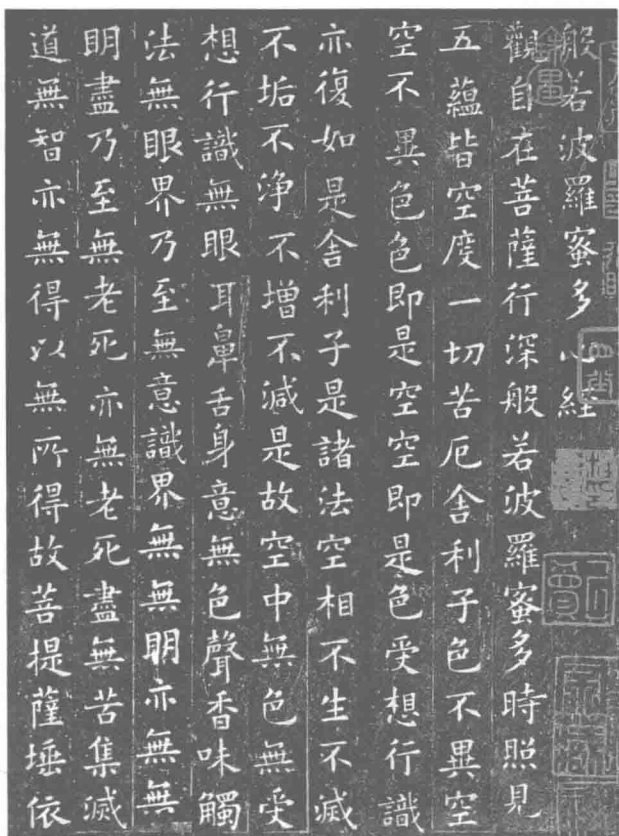 般若波羅蜜多心經
觀自在菩薩行深般若波羅蜜多時照見
五蘊皆空度一切苦厄舍利子色不異空
空不異色色即是空空即是色受想行識
亦復如是舍利子是諸法空相不生不滅
不垢不淨不增不減是故空中無色無受
想行識無眼耳鼻舌身意無色聲香味觸
法無眼界乃至無意識界無無明亦無無
明盡乃至無老死亦無老死盡無苦集滅
道無智亦無得以無所得故菩提薩埵依